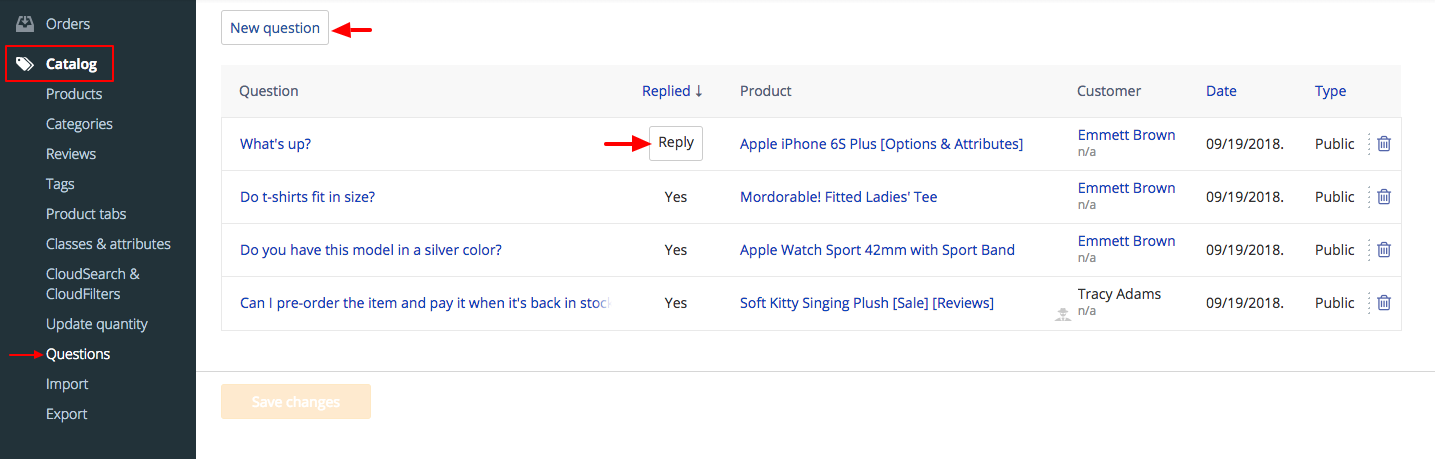 Orders
Catalog
Products
Categories
Reviews
Tags
Product tabs
Classes & attributes
CloudSearch &
CloudFilters
Update quantity
Questions
Import
Export
New question
Question Replied ↓ Product Customer Date Type
What's up? Reply Apple iPhone 6S Plus [Options & Attributes] Emmett Brown 09/19/2018. Public
n/a
Do t-shirts fit in size? Yes Mordorable! Fitted Ladies' Tee Emmett Brown 09/19/2018. Public
n/a
Do you have this model in a silver color? Yes Apple Watch Sport 42mm with Sport Band Emmett Brown 09/19/2018. Public
n/a
Can I pre-order the item and pay it when it's back in stoc Yes Soft Kitty Singing Plush [Sale] [Reviews] Tracy Adams 09/19/2018. Public
n/a
Save changes